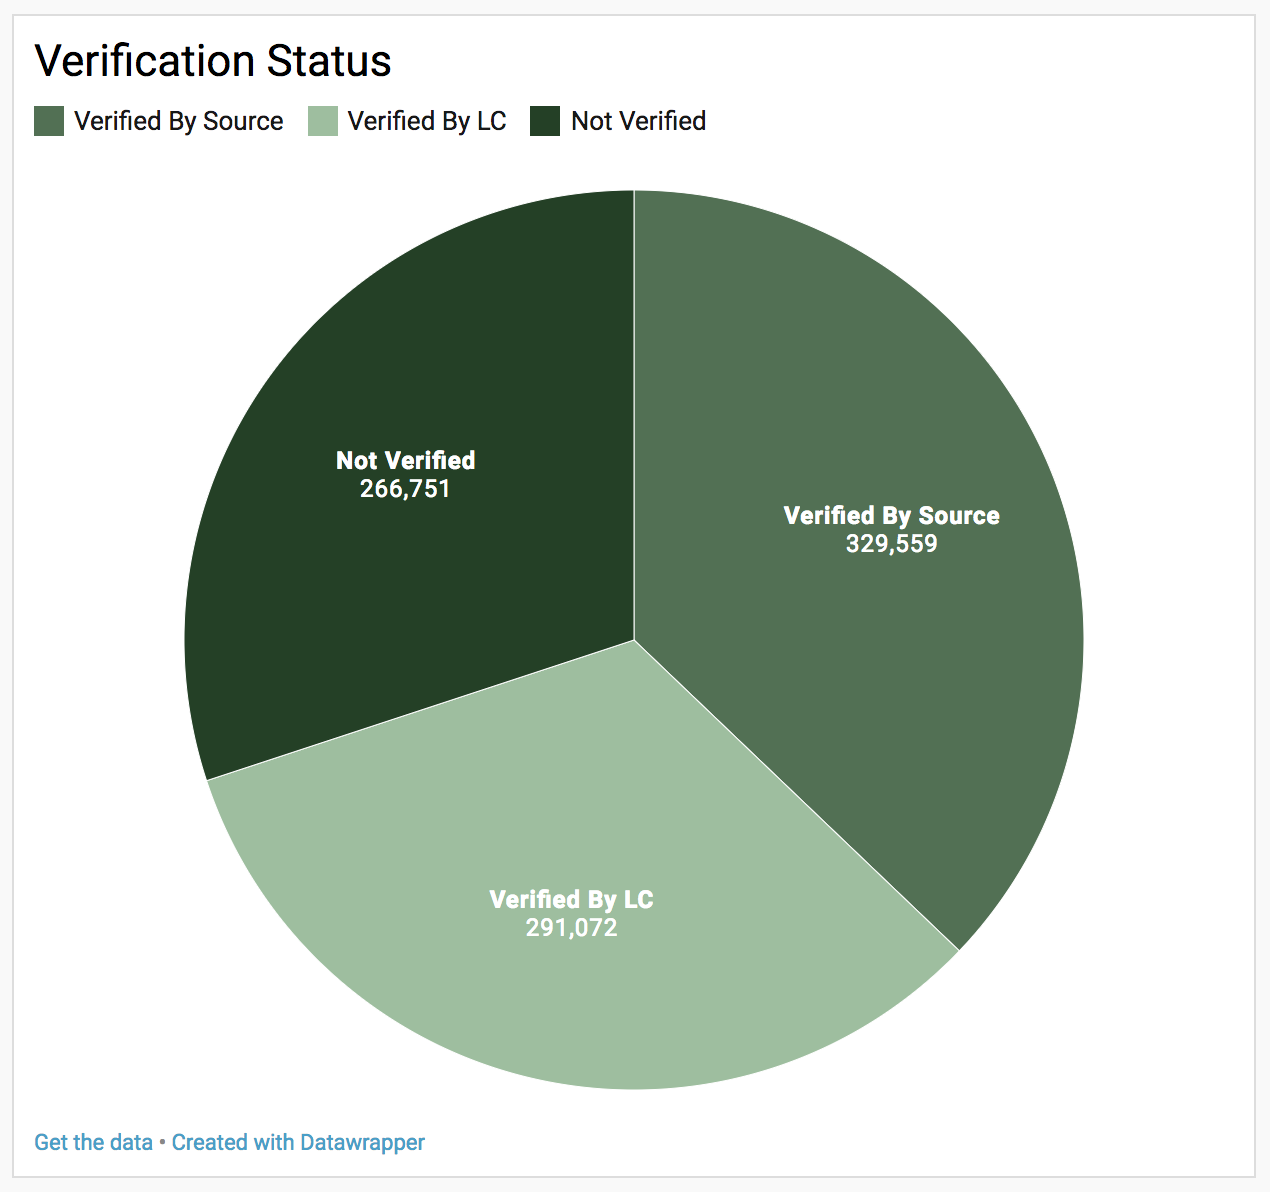 Verification Status
Verified By Source Verified By LC Not Verified
Not Verified
266,751
Verified By Source
329,559
Verified By LC
291,072
Get the data • Created with Datawrapper